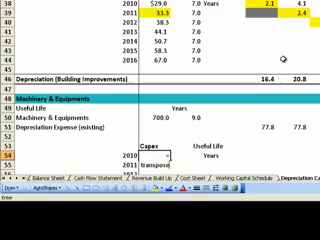 38 2010 $29.0 7.0 Years 2.1 4.1
39 2011 33.3 7.0 2.4
40 2012 38.3 7.0
41 2013 44.1 7.0
42 2014 50.7 7.0
43 2015 58.3 7.0
44 2016 67.0 7.0
45
46 Depreciation (Building Improvements) 16.4 20.8
47
48 Machinery & Equipments
49 Useful Life Years
50 Machinery & Equipments 700.0 9.0
51 Depreciation Expense (existing) 77.8 77.8
52
53 Capex Useful Life
54 2010 = Years
55 2011 transpose
Balance Sheet Cash Flow Statement Revenue Build Up Cost Sheet Working Capital Schedule Depreciation Ca
Draw AutoShapes
Enter